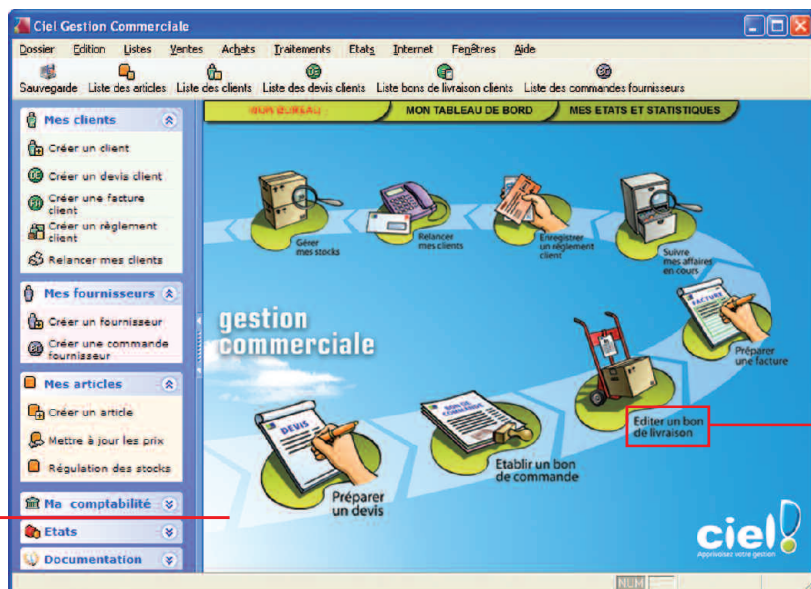 Ciel Gestion Commerciale
Dossier Edition Listes Ventes Achats Traitements Etats Internet Fenêtres Aide
Sauvegarde Liste des articles Liste des clients Liste des devis clients Liste bons de livraison clients Liste des commandes fournisseurs
MON BUREAU MON TABLEAU DE BORD MES ETATS ET STATISTIQUES
Mes clients
Créer un client
Créer un devis client
Créer une facture
client
Créer un règlement
client
Relancer mes clients
Mes fournisseurs
Créer un fournisseur
Créer une commande
fournisseur
Mes articles
Créer un article
Mettre à jour les prix
Régulation des stocks
Ma comptabilité
Etats
Documentation
Gérer
mes stocks
Relancer
mes clients
Enregistrer
un réglement
client
Suivre
mes affaires
en cours
gestion
commerciale
FACTURE
Préparer
une facture
Editer un bon
de livraison
BON DE
COMMANDE
Etablir un bon
de commande
DEVIS
Préparer
un devis
ciel!
Apprivoisez votre gestion
NUM